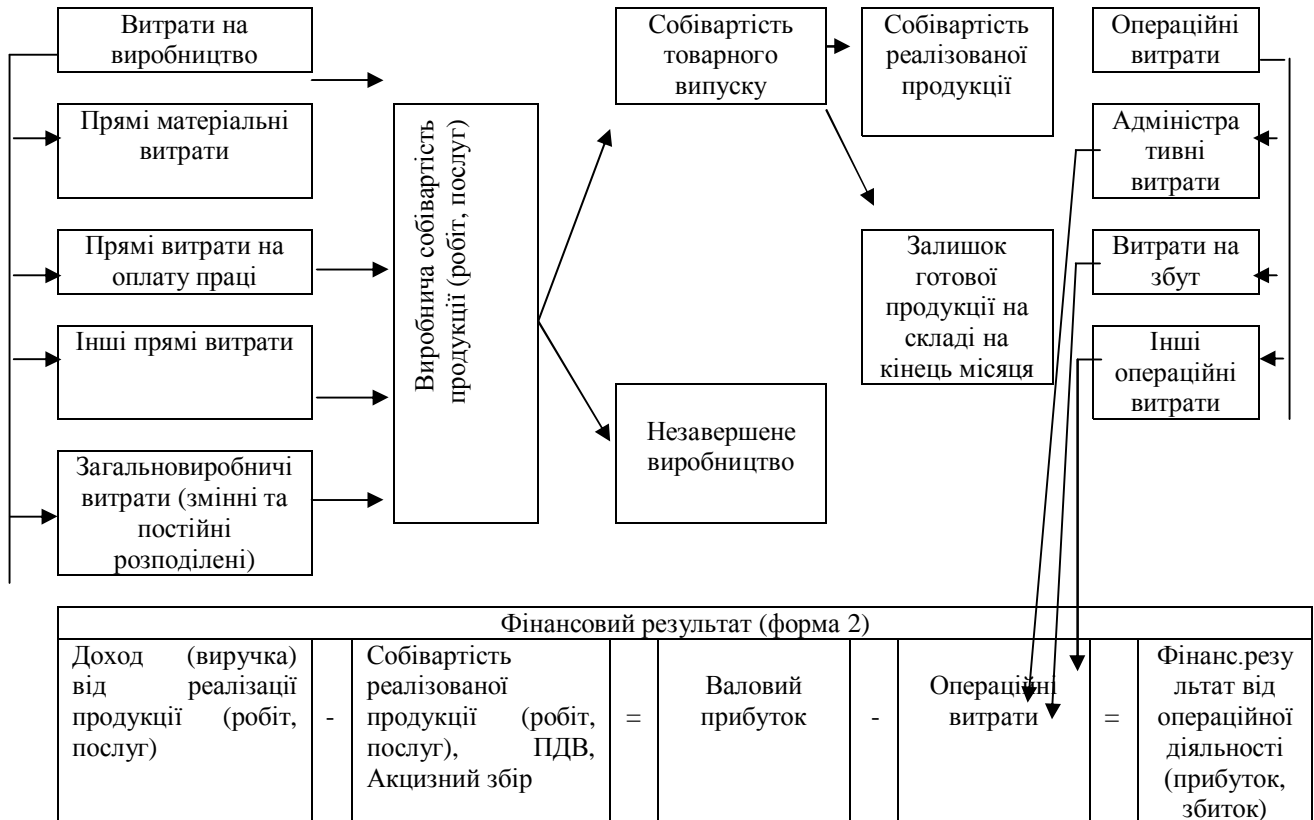 Витрати на
виробництво
Прямі матеріальні
витрати
Прямі витрати на
оплату праці
Інші прямі витрати
Загальновиробничі
витрати (змінні та
постійні
розподілені)
Виробнича собівартість
продукції (робіт, послуг)
Собівартість
товарного
випуску
Незавершене
виробництво
Собівартість
реалізованої
продукції
Залишок
готової
продукції на
складі на
кінець місяця
Операційні
витрати
Адміністра
тивні
витрати
Витрати на
збут
Інші
операційні
витрати
Фінансовий результат (форма 2)
Доход (виручка)
від реалізації
продукції (робіт,
послуг)
-
Собівартість
реалізованої
продукції (робіт,
послуг), ПДВ,
Акцизний збір
=
Валовий
прибуток
-
Операційні
витрати
=
Фінанс.резу
льтат від
операційної
діяльності
(прибуток,
збиток)